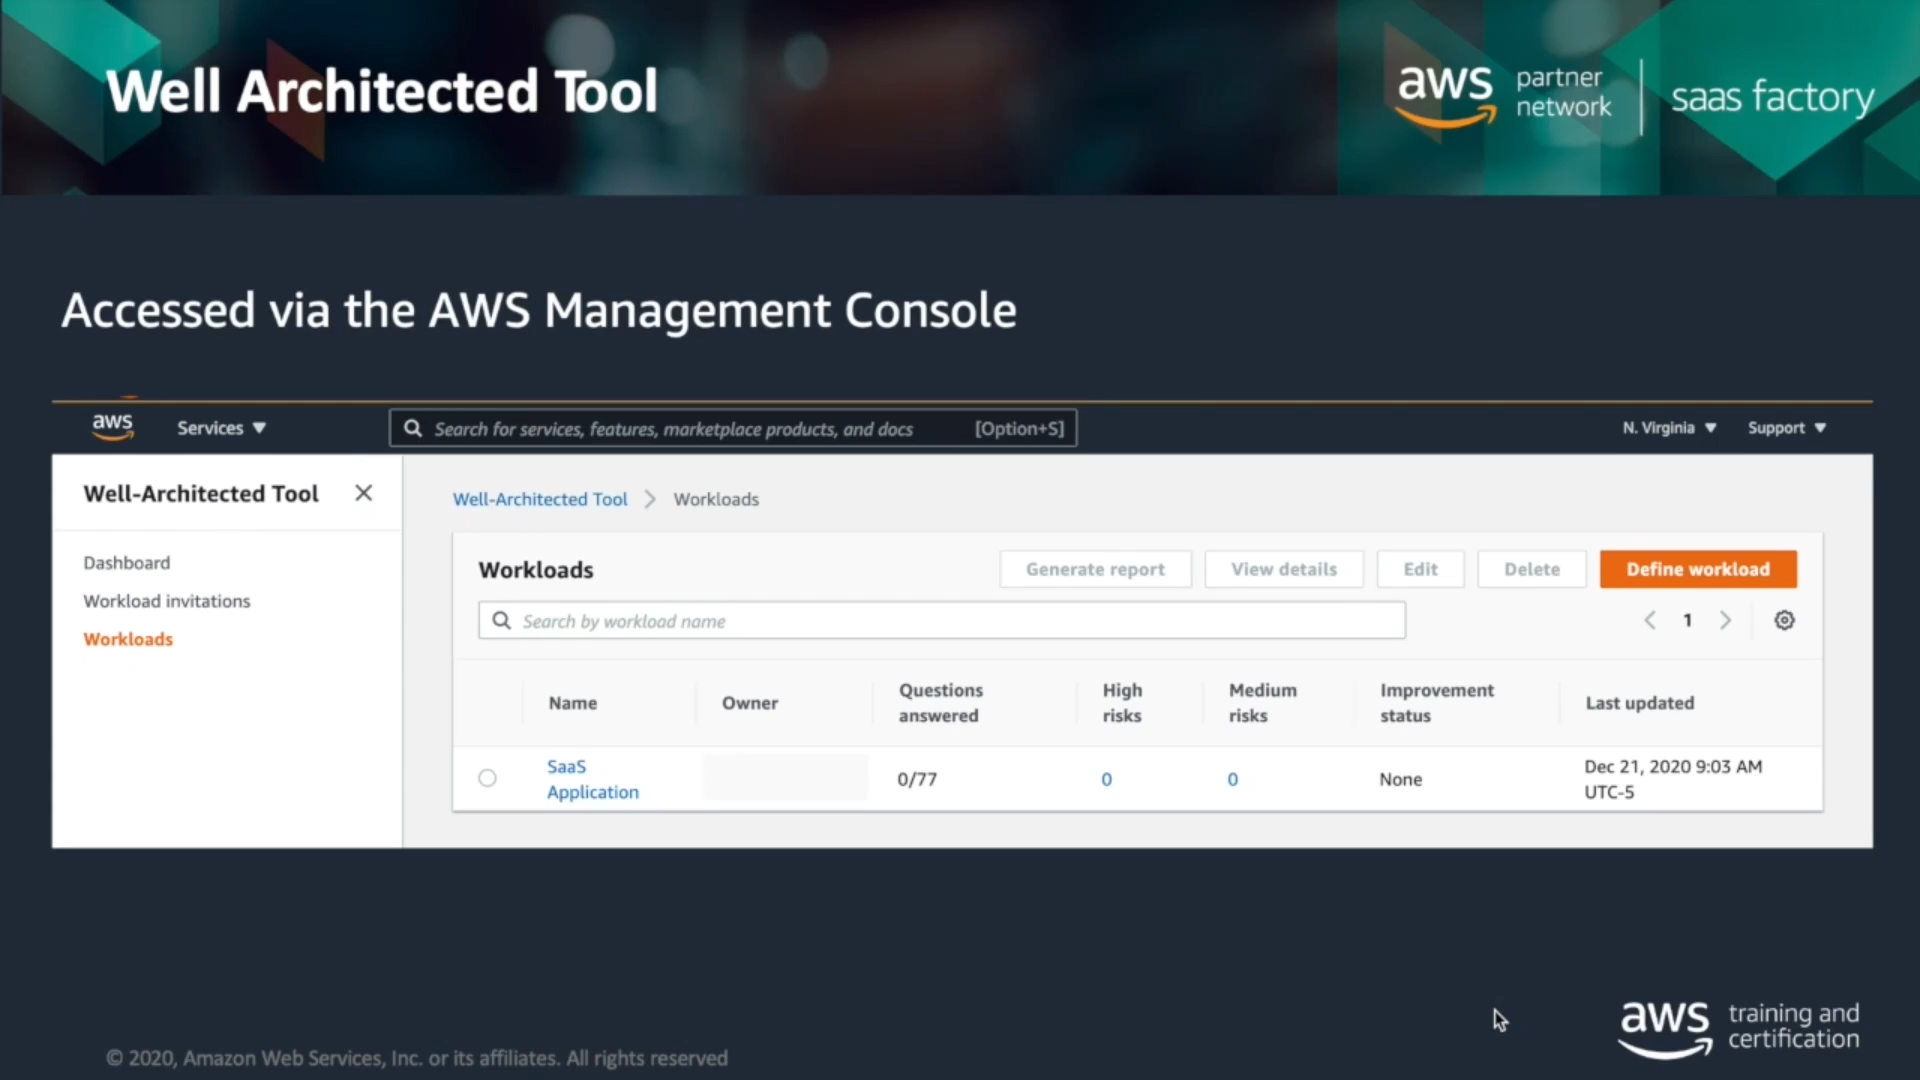 Well Architected Tool
aws partner network | saas factory
Accessed via the AWS Management Console
aws Services Search for services, features, marketplace products, and docs [Option+S] N. Virginia Support
Well-Architected Tool
Dashboard
Workload invitations
Workloads
Well-Architected Tool > Workloads
Workloads Generate report View details Edit Delete Define workload
Search by workload name
1
Name Owner Questions answered High risks Medium risks Improvement status Last updated
SaaS Application 0/77 0 0 None Dec 21, 2020 9:03 AM UTC-5
© 2020, Amazon Web Services, Inc. or its affiliates. All rights reserved
aws training and certification